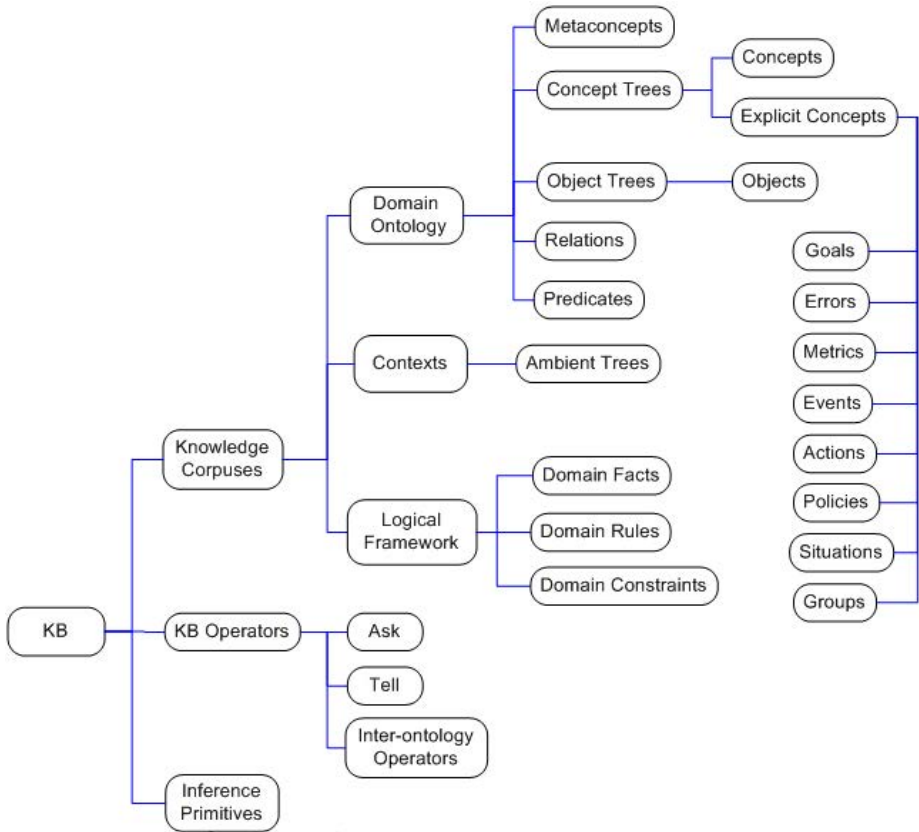 Metaconcepts
Concepts
Concept Trees
Explicit Concepts
Object Trees
Objects
Domain
Ontology
Relations
Goals
Predicates
Errors
Metrics
Contexts
Ambient Trees
Events
Knowledge
Corpuses
Actions
Domain Facts
Policies
Logical
Framework
Domain Rules
Situations
Domain Constraints
Groups
KB
KB Operators
Ask
Tell
Inter-ontology
Operators
Inference
Primitives